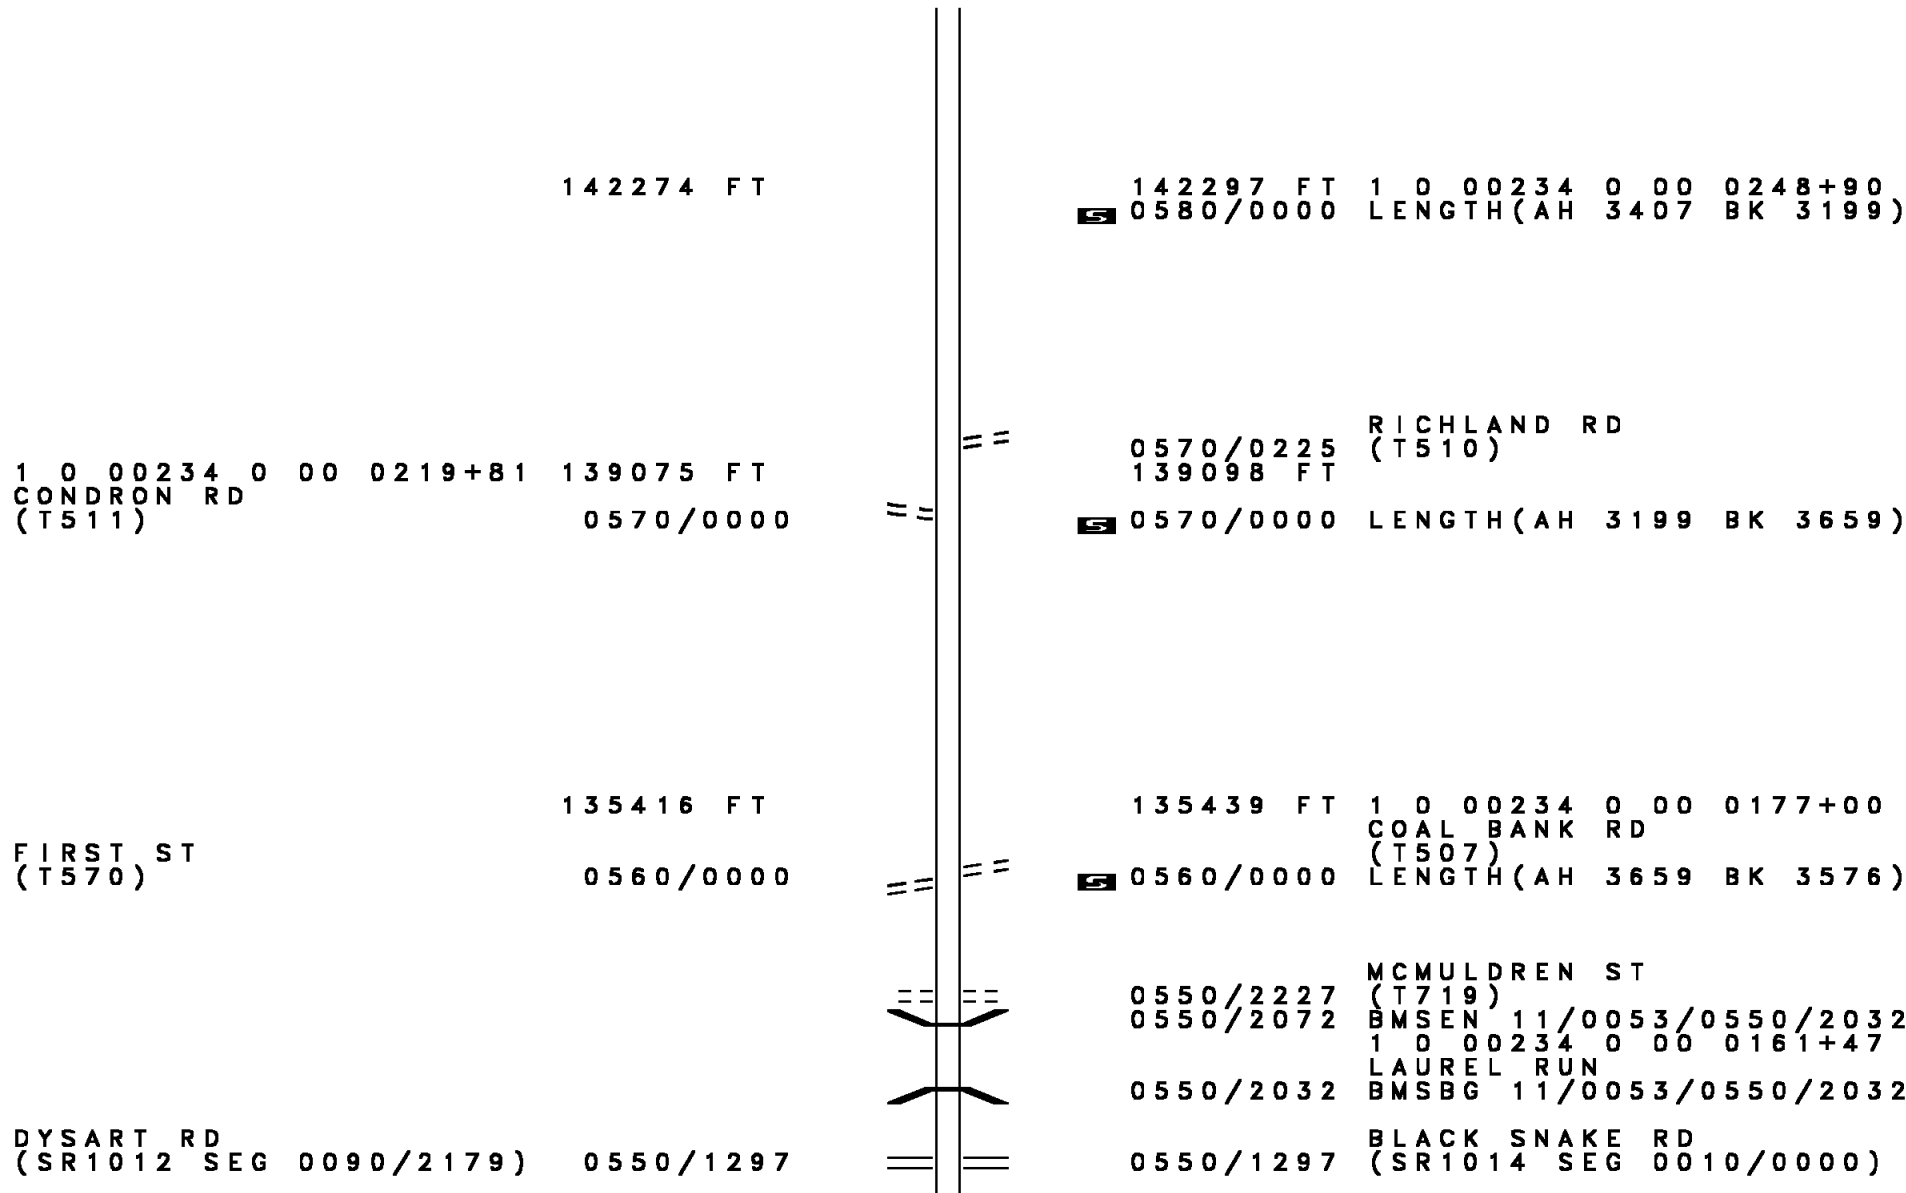 142274 FT 142297 FT 1 0 00234 0 00 0248+90
S 0580/0000 LENGTH(AH 3407 BK 3199)
RICHLAND RD
0570/0225 (T510)
1 0 00234 0 00 0219+81 139075 FT 139098 FT
CONDRON RD
(T511) 0570/0000 S 0570/0000 LENGTH(AH 3199 BK 3659)
135416 FT 135439 FT 1 0 00234 0 00 0177+00
COAL BANK RD
FIRST ST (T507)
(T570) 0560/0000 S 0560/0000 LENGTH(AH 3659 BK 3576)
MCMULDREN ST
0550/2227 (T719)
0550/2072 BMSEN 11/0053/0550/2032
1 0 00234 0 00 0161+47
LAUREL RUN
0550/2032 BMSBG 11/0053/0550/2032
DYSART RD BLACK SNAKE RD
(SR1012 SEG 0090/2179) 0550/1297 0550/1297 (SR1014 SEG 0010/0000)